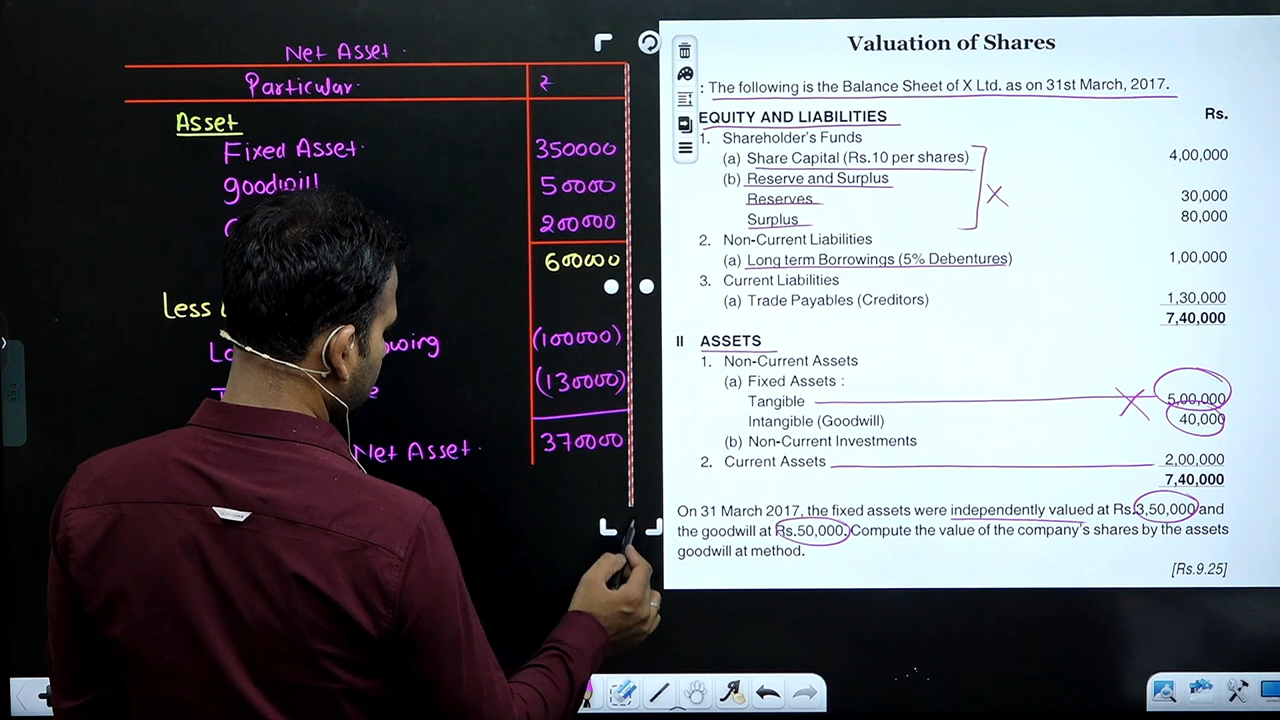 Net Asset
Particular ₹
Asset
Fixed Asset 350000
goodwill 50000
200000
600000
Less
owing (100000)
(130000)
Net Asset 370000
Valuation of Shares
: The following is the Balance Sheet of X Ltd. as on 31st March, 2017.
EQUITY AND LIABILITIES Rs.
1. Shareholder's Funds
(a) Share Capital (Rs.10 per shares) 4,00,000
(b) Reserve and Surplus
Reserves 30,000
Surplus 80,000
2. Non-Current Liabilities
(a) Long term Borrowings (5% Debentures) 1,00,000
3. Current Liabilities
(a) Trade Payables (Creditors) 1,30,000
7,40,000
II ASSETS
1. Non-Current Assets
(a) Fixed Assets :
Tangible 5,00,000
Intangible (Goodwill) 40,000
(b) Non-Current Investments
2. Current Assets 2,00,000
7,40,000
On 31 March 2017, the fixed assets were independently valued at Rs.3,50,000 and
the goodwill at Rs.50,000. Compute the value of the company's shares by the assets
goodwill at method.
[Rs.9.25]